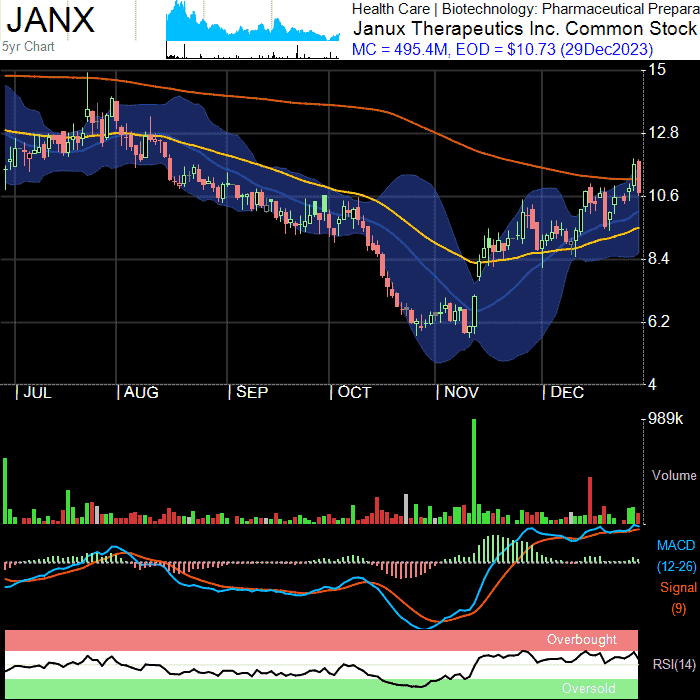 JANX
5yr Chart
Health Care | Biotechnology: Pharmaceutical Prepara
Janux Therapeutics Inc. Common Stock
MC = 495.4M, EOD = $10.73 (29Dec2023)
15
12.8
10.6
8.4
6.2
4
| JUL | AUG | SEP | OCT | NOV | DEC
989k
Volume
MACD
(12-26)
Signal
(9)
Overbought
RSI(14)
Oversold